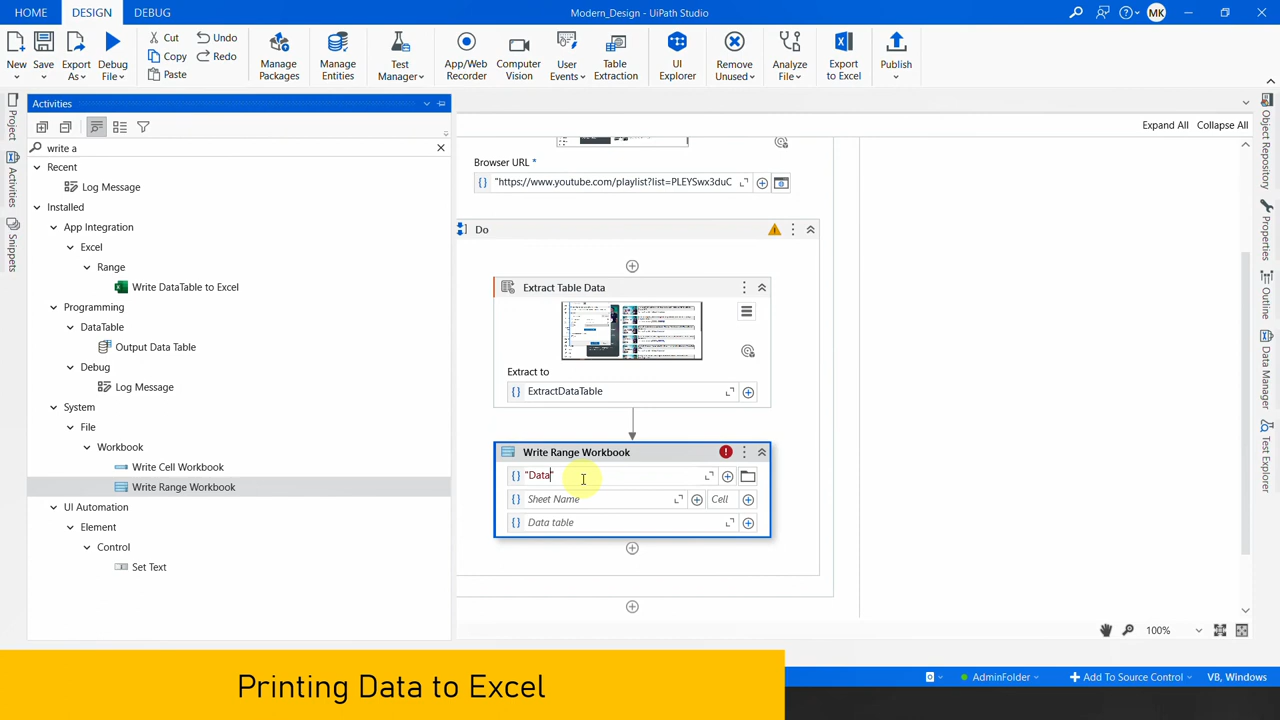 HOME DESIGN DEBUG Modern_Design - UiPath Studio MK
New Save Export As Debug File Cut Copy Paste Undo Redo Manage Packages Manage Entities Test Manager App/Web Recorder Computer Vision User Events Table Extraction UI Explorer Remove Unused Analyze File Export to Excel Publish
Activities
Expand All Collapse All
write a
Recent
Log Message
Installed
App Integration
Excel
Range
Write DataTable to Excel
Programming
DataTable
Output Data Table
Debug
Log Message
System
File
Workbook
Write Cell Workbook
Write Range Workbook
UI Automation
Element
Control
Set Text
Project
Activities
Snippets
Browser URL *
"https://www.youtube.com/playlist?list=PLEYSwx3duC
Do
Extract Table Data
Extract to
ExtractDataTable
Write Range Workbook
"Data"
Sheet Name Cell
Data table
Object Repository
Properties
Outline
Data Manager
Test Explorer
100%
AdminFolder Add To Source Control VB, Windows
Printing Data to Excel